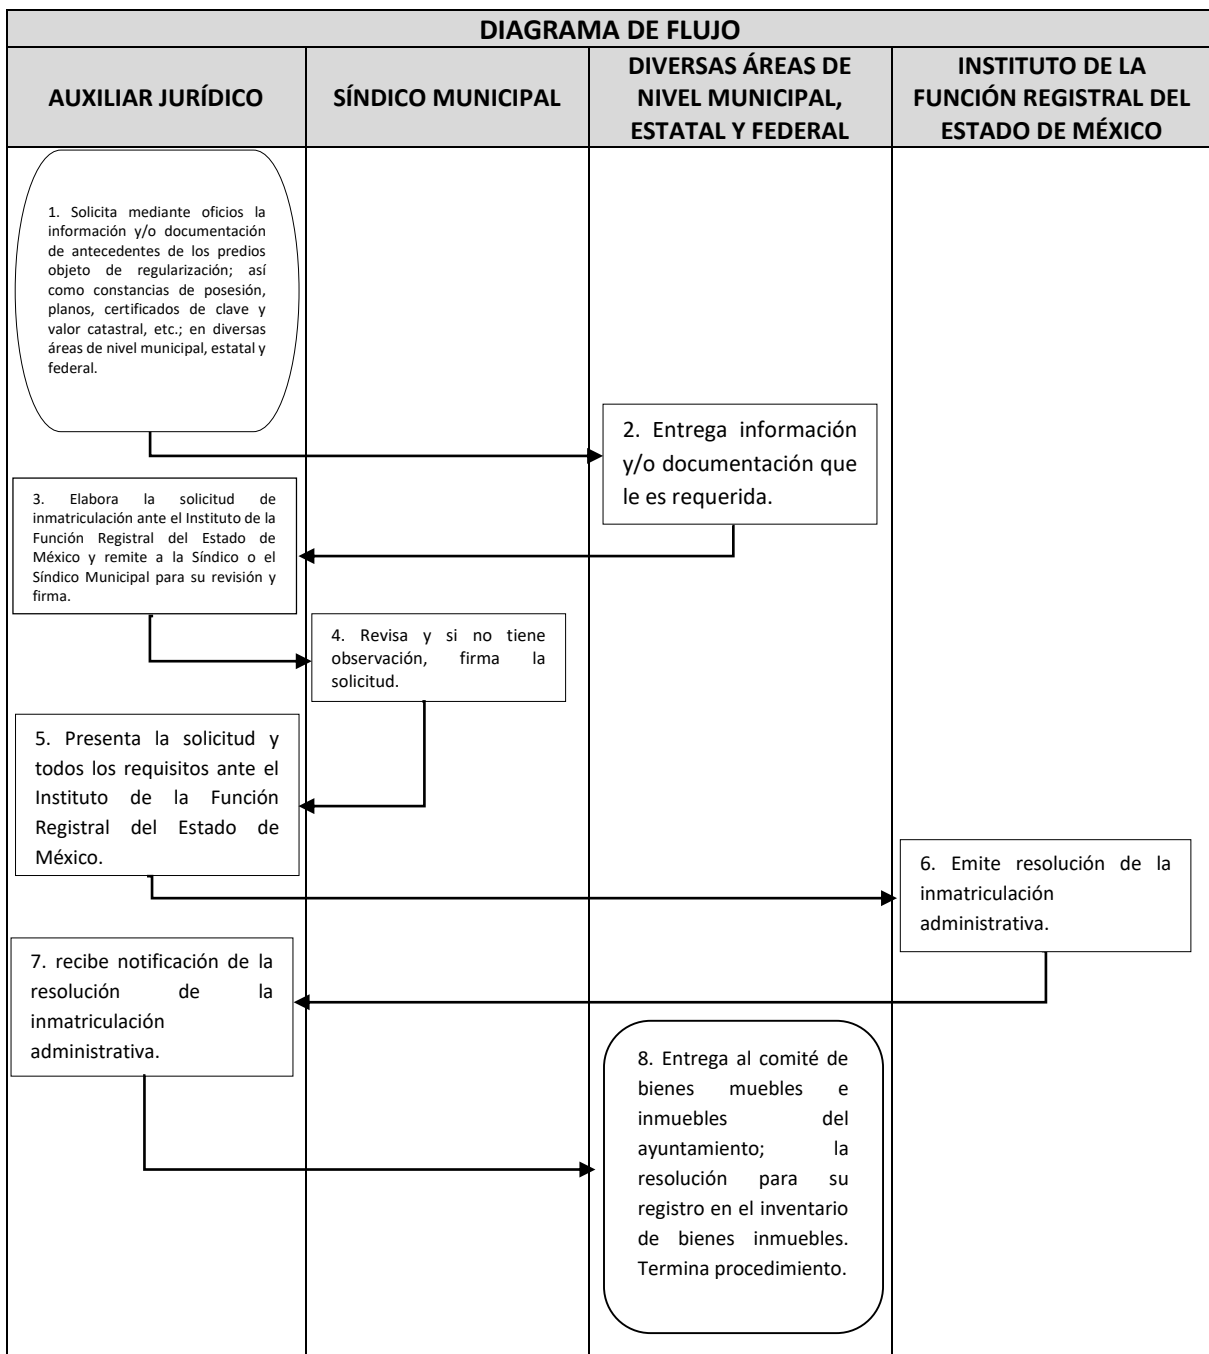 DIAGRAMA DE FLUJO
AUXILIAR JURÍDICO
SÍNDICO MUNICIPAL
DIVERSAS ÁREAS DE
NIVEL MUNICIPAL,
ESTATAL Y FEDERAL
INSTITUTO DE LA
FUNCIÓN REGISTRAL DEL
ESTADO DE MÉXICO
1. Solicita mediante oficios la
información y/o documentación
de antecedentes de los predios
objeto de regularización; así
como constancias de posesión,
planos, certificados de clave y
valor catastral, etc.; en diversas
áreas de nivel municipal, estatal y
federal.
2. Entrega información
y/o documentación que
le es requerida.
3. Elabora la solicitud de
inmatriculación ante el Instituto de la
Función Registral del Estado de
México y remite a la Síndico o el
Síndico Municipal para su revisión y
firma.
4. Revisa y si no tiene
observación, firma la
solicitud.
5. Presenta la solicitud y
todos los requisitos ante el
Instituto de la Función
Registral del Estado de
México.
6. Emite resolución de la
inmatriculación
administrativa.
7. recibe notificación de la
resolución de la
inmatriculación
administrativa.
8. Entrega al comité de
bienes muebles e
inmuebles del
ayuntamiento; la
resolución para su
registro en el inventario
de bienes inmuebles.
Termina procedimiento.